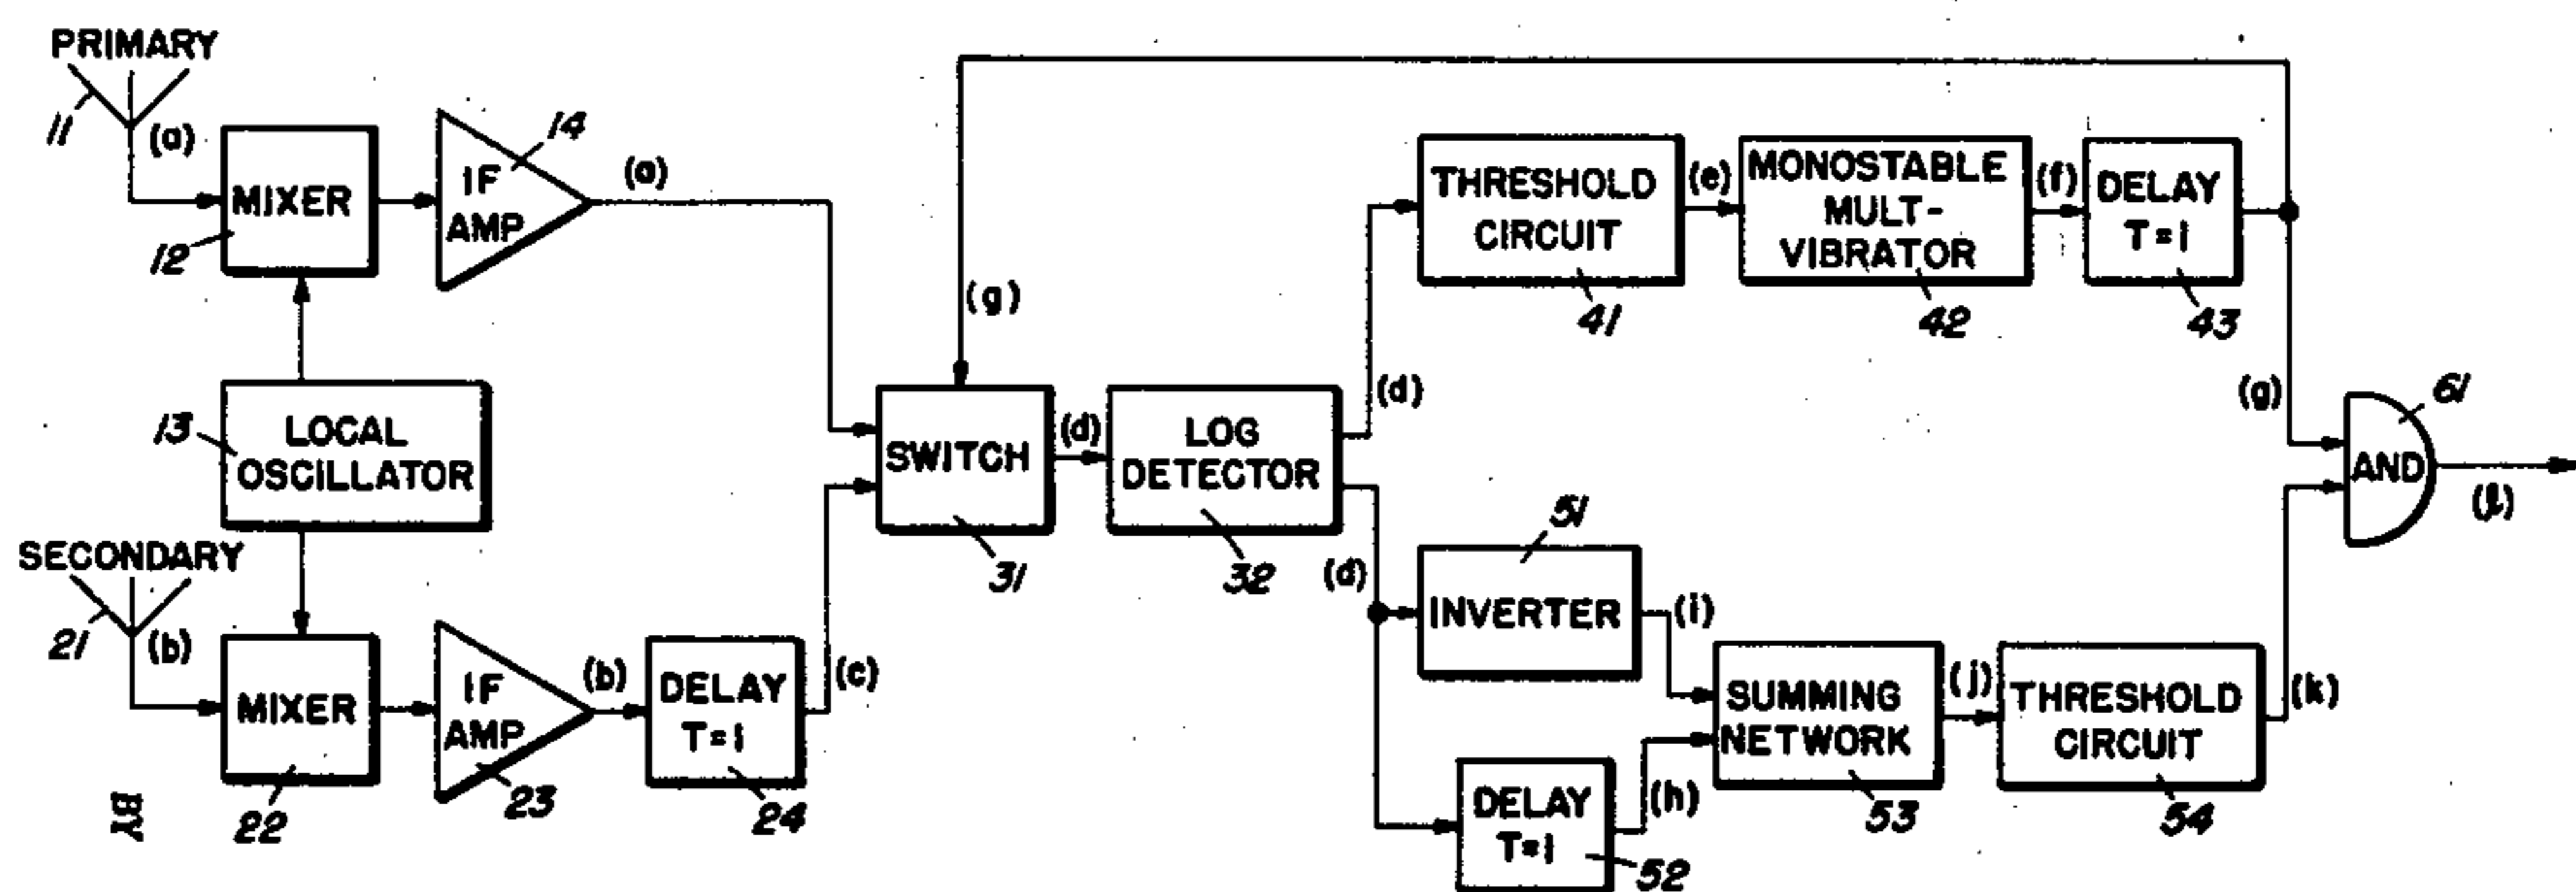 PRIMARY
11
(a)
MIXER
12
14
IF
AMP
(a)
13
LOCAL
OSCILLATOR
SECONDARY
21
(b)
MIXER
22
IF
AMP
23
(b)
DELAY
T=1
24
(c)
(g)
SWITCH
31
(d)
LOG
DETECTOR
32
(d)
(d)
THRESHOLD
CIRCUIT
41
(e)
MONOSTABLE
MULT-
VIBRATOR
42
(f)
DELAY
T=1
43
(g)
51
INVERTER
(i)
DELAY
T=1
52
(h)
SUMMING
NETWORK
53
(j)
THRESHOLD
CIRCUIT
54
(k)
61
AND
(l)
BY